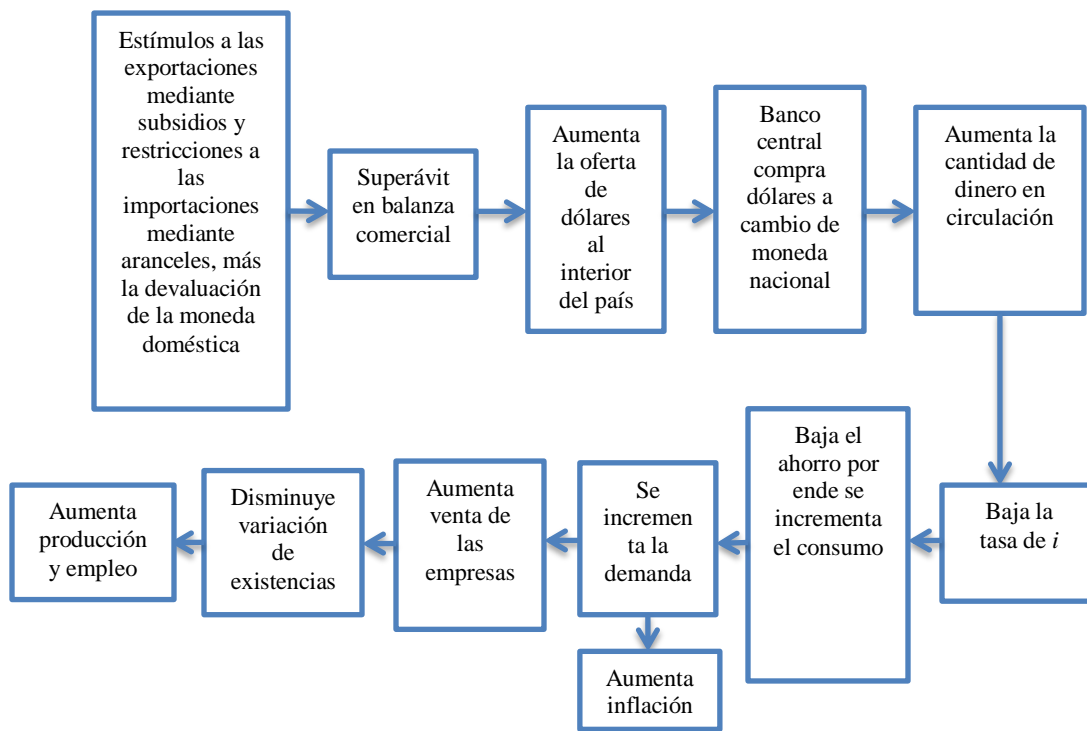 Estímulos a las
exportaciones
mediante
subsidios y
restricciones a
las
importaciones
mediante
aranceles, más
la devaluación
de la moneda
doméstica
Superávit
en balanza
comercial
Aumenta
la oferta
de
dólares
al
interior
del país
Banco
central
compra
dólares a
cambio de
moneda
nacional
Aumenta la
cantidad de
dinero en
circulación
Baja la
tasa de i
Baja el
ahorro por
ende se
incrementa
el consumo
Se
incremen
ta la
demanda
Aumenta
inflación
Aumenta
venta de
las
empresas
Disminuye
variación
de
existencias
Aumenta
producción
y empleo